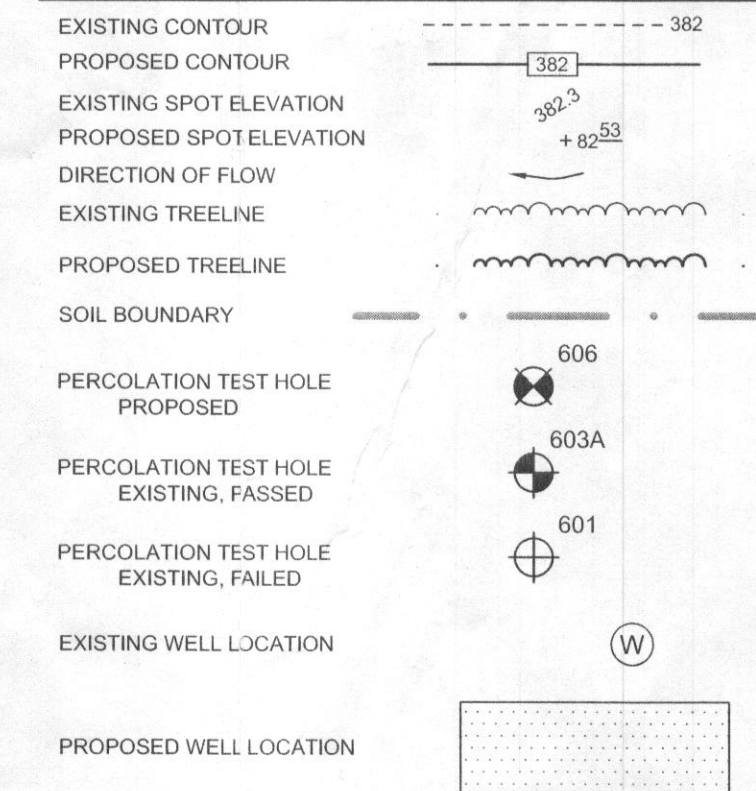 EXISTING CONTOUR 382
PROPOSED CONTOUR 382
EXISTING SPOT ELEVATION 382.3
PROPOSED SPOT ELEVATION + 82 53
DIRECTION OF FLOW
EXISTING TREELINE
PROPOSED TREELINE
SOIL BOUNDARY
606
PERCOLATION TEST HOLE
PROPOSED
603A
PERCOLATION TEST HOLE
EXISTING, PASSED
601
PERCOLATION TEST HOLE
EXISTING, FAILED
EXISTING WELL LOCATION W
PROPOSED WELL LOCATION